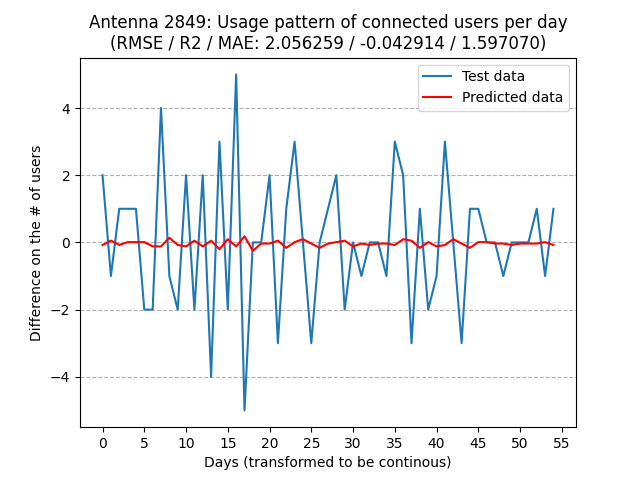 Antenna 2849: Usage pattern of connected users per day
(RMSE / R2 / MAE: 2.056259 / -0.042914 / 1.597070)
Test data
Predicted data
Difference on the # of users
4
2
0
−2
−4
0 5 10 15 20 25 30 35 40 45 50 55
Days (transformed to be continous)